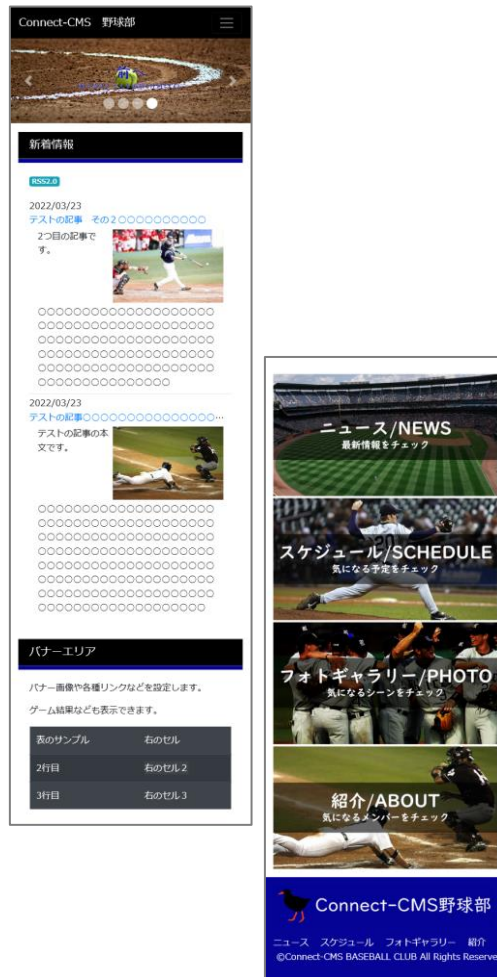 Connect-CMS 野球部
新着情報
RSS2.0
2022/03/23
テストの記事 その２○○○○○○○○○○
2つ目の記事で
す。
○○○○○○○○○○○○○○○○○○○○
○○○○○○○○○○○○○○○○○○○○
○○○○○○○○○○○○○○○○○○○○
○○○○○○○○○○○○○○○○○○○○
○○○○○○○○○○○○○○○○○○○○
○○○○○○○○○○○○○○○
2022/03/23
テストの記事○○○○○○○○○○○○○○○…
テストの記事の本
文です。
○○○○○○○○○○○○○○○○○○○○
○○○○○○○○○○○○○○○○○○○○
○○○○○○○○○○○○○○○○○○○○
○○○○○○○○○○○○○○○○○○○○
○○○○○○○○○○○○○○○○○○○○
○○○○○○○○○○○○○○○○○○○○
○○○○○○○○○○○○○○○○○○○○
○○○○○○○○○○○○○○○○○○○
バナーエリア
バナー画像や各種リンクなどを設定します。
ゲーム結果なども表示できます。
表のサンプル 右のセル
2行目 右のセル２
3行目 右のセル３
ニュース/NEWS
最新情報をチェック
スケジュール/SCHEDULE
気になる予定をチェック
フォトギャラリー/PHOTO
気になるシーンをチェック
紹介/ABOUT
気になるメンバーをチェック
Connect-CMS野球部
ニュース スケジュール フォトギャラリー 紹介
©Connect-CMS BASEBALL CLUB All Rights Reserve